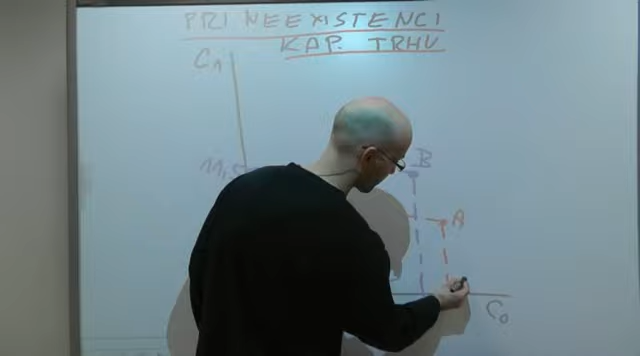 PRI NEEXISTENCI
KAP. TRHU
C₁
B
A
C₀